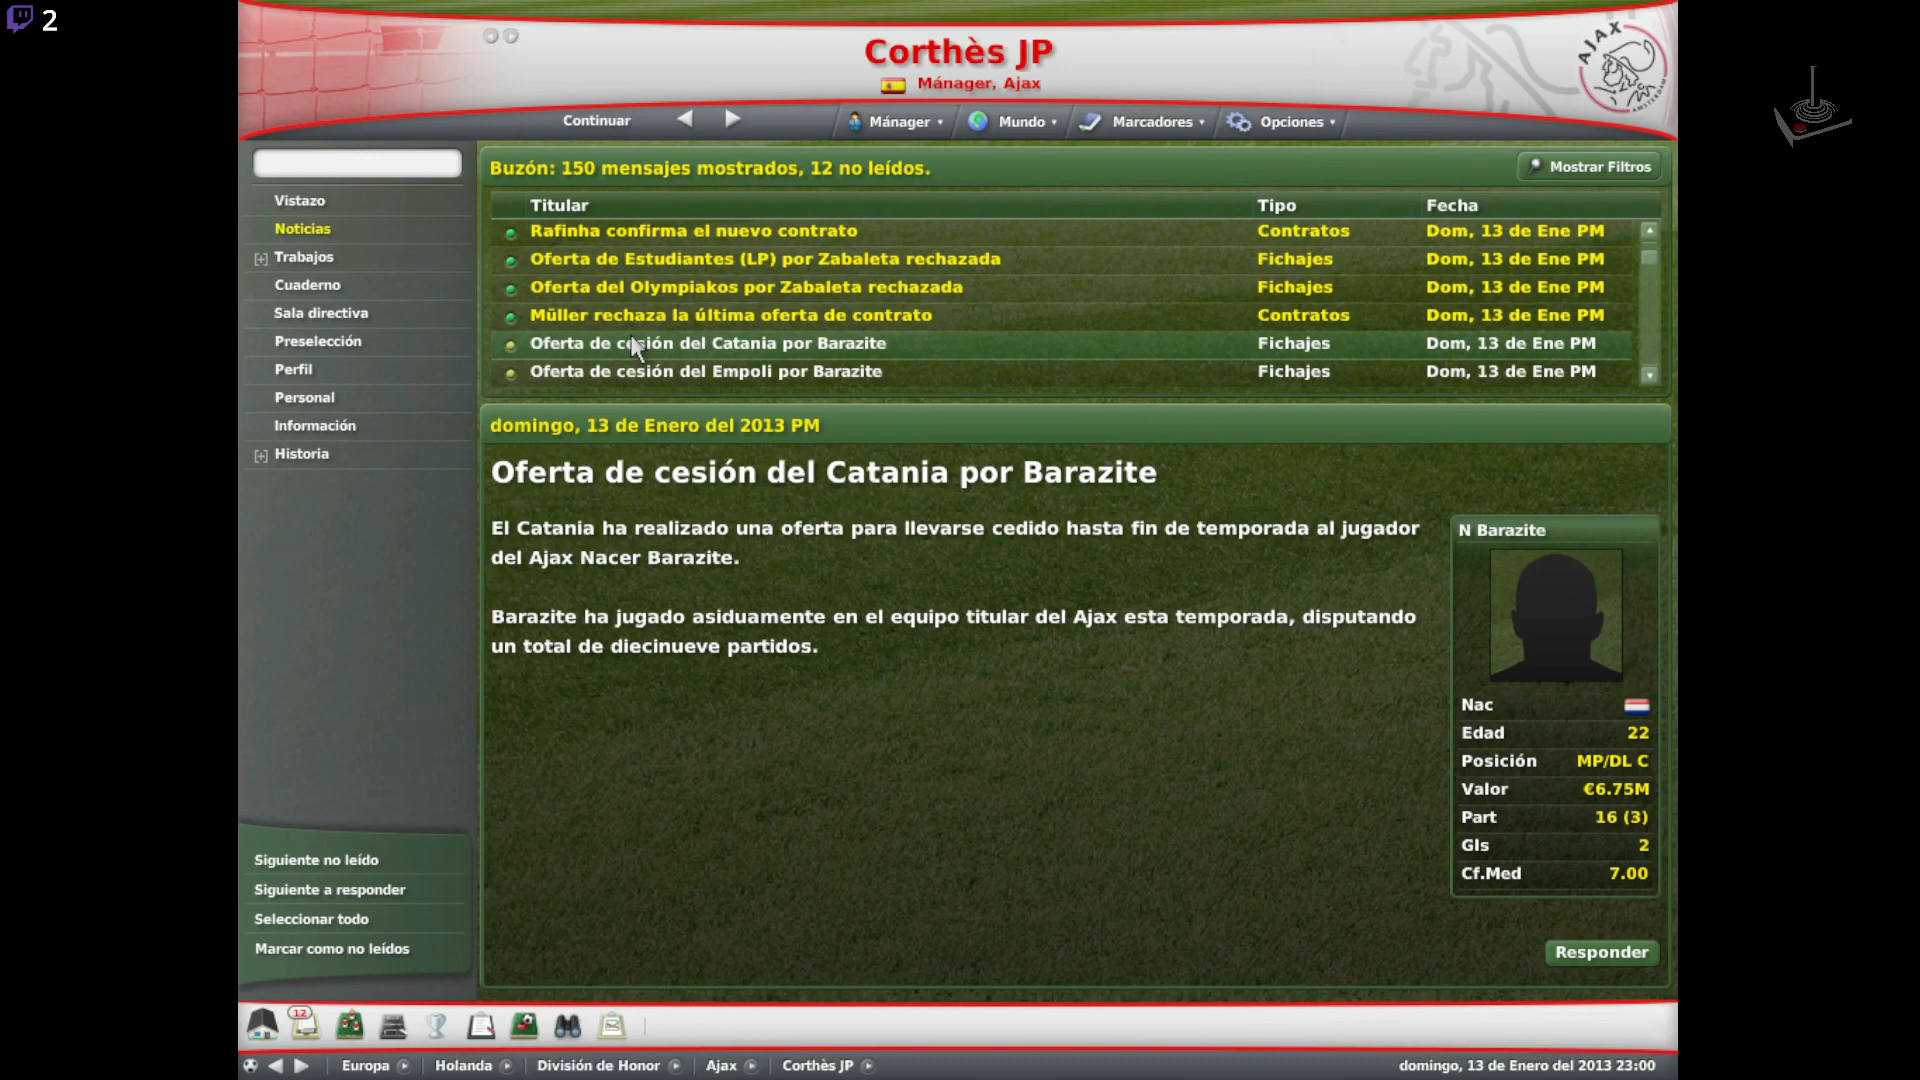 2
Corthès JP
Mánager, Ajax
AJAX
AMSTERDAM
Continuar
Mánager
Mundo
Marcadores
Opciones
Vistazo
Noticias
Trabajos
Cuaderno
Sala directiva
Preselección
Perfil
Personal
Información
Historia
Siguiente no leído
Siguiente a responder
Seleccionar todo
Marcar como no leídos
Buzón: 150 mensajes mostrados, 12 no leídos.
Mostrar Filtros
Titular Tipo Fecha
Rafinha confirma el nuevo contrato Contratos Dom, 13 de Ene PM
Oferta de Estudiantes (LP) por Zabaleta rechazada Fichajes Dom, 13 de Ene PM
Oferta del Olympiakos por Zabaleta rechazada Fichajes Dom, 13 de Ene PM
Müller rechaza la última oferta de contrato Contratos Dom, 13 de Ene PM
Oferta de cesión del Catania por Barazite Fichajes Dom, 13 de Ene PM
Oferta de cesión del Empoli por Barazite Fichajes Dom, 13 de Ene PM
domingo, 13 de Enero del 2013 PM
Oferta de cesión del Catania por Barazite
El Catania ha realizado una oferta para llevarse cedido hasta fin de temporada al jugador
del Ajax Nacer Barazite.
Barazite ha jugado asiduamente en el equipo titular del Ajax esta temporada, disputando
un total de diecinueve partidos.
N Barazite
Nac
Edad 22
Posición MP/DL C
Valor €6.75M
Part 16 (3)
Gls 2
Cf.Med 7.00
Responder
12
Europa
Holanda
División de Honor
Ajax
Corthès JP
domingo, 13 de Enero del 2013 23:00